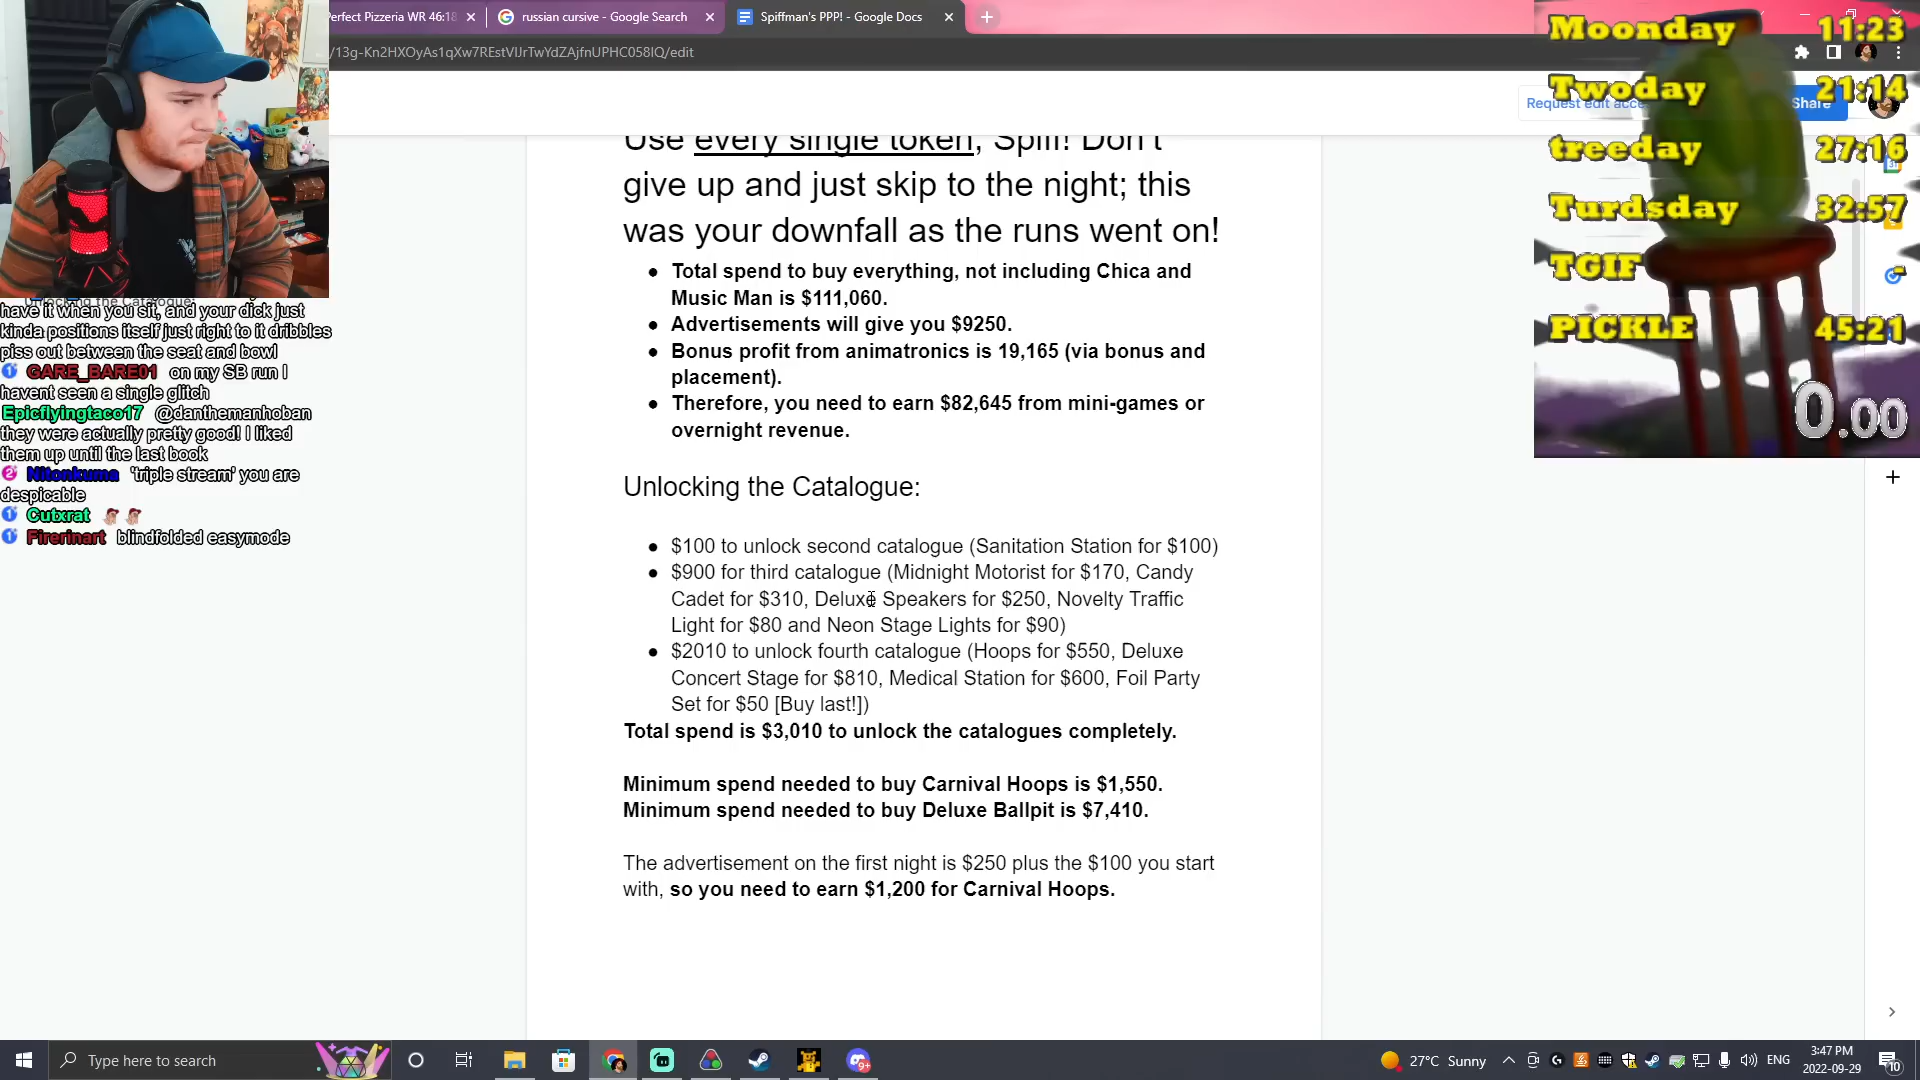 Perfect Pizzeria WR 46:18
russian cursive - Google Search
Spiffman's PPP! - Google Docs
/13g-Kn2HXOyAs1qXw7REstVlJrTwYdZAjfnUPHC058IQ/edit
Request edit acce
Share
Use every single token, Spiff! Don't
give up and just skip to the night; this
was your downfall as the runs went on!
● Total spend to buy everything, not including Chica and
Music Man is $111,060.
● Advertisements will give you $9250.
● Bonus profit from animatronics is 19,165 (via bonus and
placement).
● Therefore, you need to earn $82,645 from mini-games or
overnight revenue.
Unlocking the Catalogue:
● $100 to unlock second catalogue (Sanitation Station for $100)
● $900 for third catalogue (Midnight Motorist for $170, Candy
Cadet for $310, Deluxe Speakers for $250, Novelty Traffic
Light for $80 and Neon Stage Lights for $90)
● $2010 to unlock fourth catalogue (Hoops for $550, Deluxe
Concert Stage for $810, Medical Station for $600, Foil Party
Set for $50 [Buy last!])
Total spend is $3,010 to unlock the catalogues completely.
Minimum spend needed to buy Carnival Hoops is $1,550.
Minimum spend needed to buy Deluxe Ballpit is $7,410.
The advertisement on the first night is $250 plus the $100 you start
with, so you need to earn $1,200 for Carnival Hoops.
Unlocking the Catalogue:
have it when you sit, and your dick just
kinda positions itself just right to it dribbles
piss out between the seat and bowl
GARE_BARE01 on my SB run I
havent seen a single glitch
Epicflyingtaco17 @danthemanhoban
they were actually pretty good! I liked
them up until the last book
Nitonkuma 'triple stream' you are
despicable
Cutxrat
Firerinart blindfolded easymode
Moonday 11:23
Twoday 21:14
treeday 27:16
Turdsday 32:57
TGIF
PICKLE 45:21
0.00
Type here to search
27°C Sunny
ENG
3:47 PM
2022-09-29
10